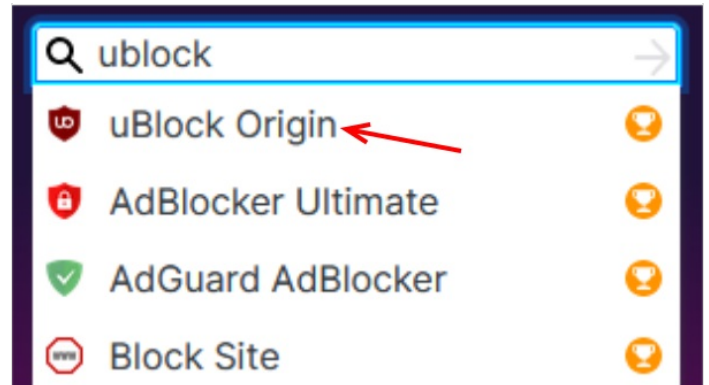 ublock
uBlock Origin
AdBlocker Ultimate
AdGuard AdBlocker
Block Site